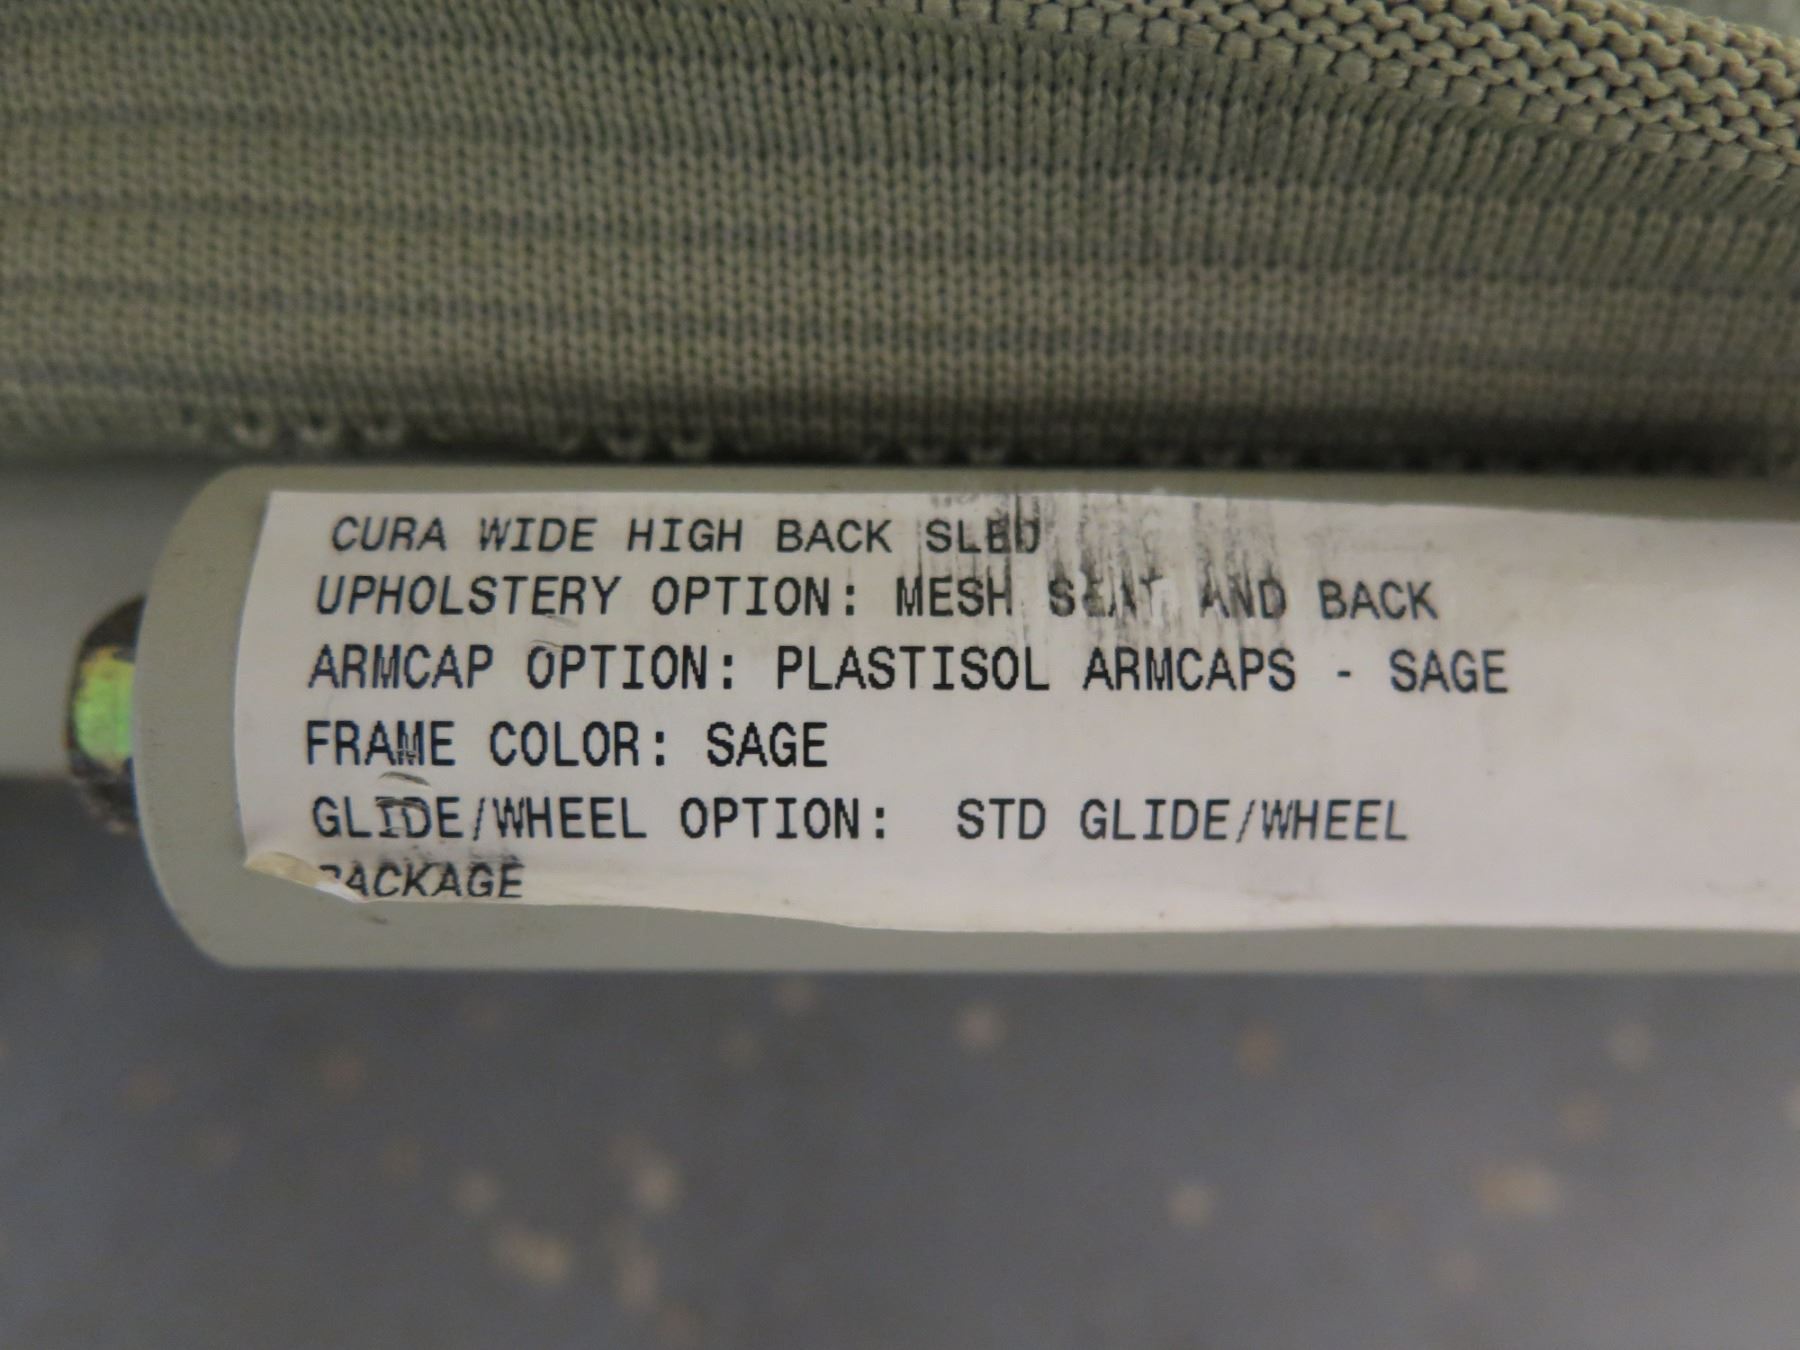 CURA WIDE HIGH BACK SLED
UPHOLSTERY OPTION: MESH SEAT AND BACK
ARMCAP OPTION: PLASTISOL ARMCAPS - SAGE
FRAME COLOR: SAGE
GLIDE/WHEEL OPTION: STD GLIDE/WHEEL
PACKAGE